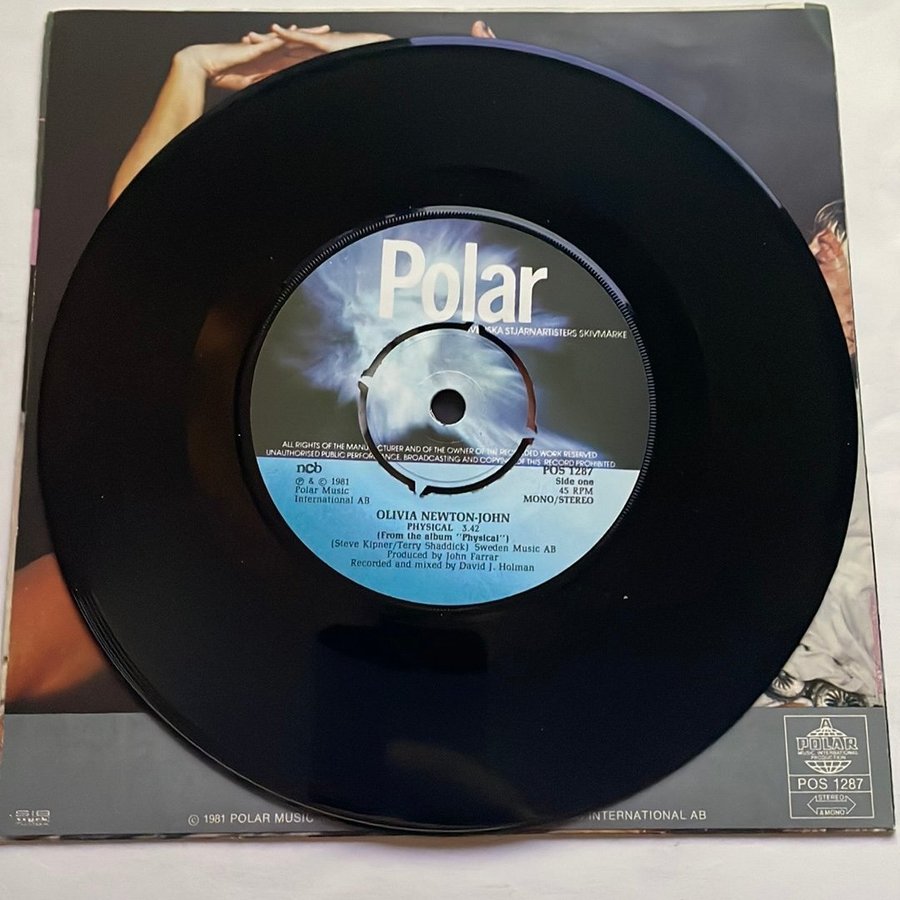 Polar
SKA STJÄRNARTISTERS SKIVMÄRKE
ALL RIGHTS OF THE MANUFACTURER AND OF THE OWNER OF THE RECORDED WORK RESERVED
UNAUTHORISED PUBLIC PERFORMANCE, BROADCASTING AND COPYING OF THIS RECORD PROHIBITED
ncb
℗ & © 1981
Polar Music
International AB
POS 1287
Side one
45 RPM
MONO/STEREO
OLIVIA NEWTON-JOHN
PHYSICAL 3.42
(From the album "Physical")
(Steve Kipner/Terry Shaddick) Sweden Music AB
Produced by John Farrar
Recorded and mixed by David J. Holman
A
POLAR
MUSIC INTERNATIONAL
PRODUCTION
POS 1287
STEREO
& MONO
© 1981 POLAR MUSIC
INTERNATIONAL AB